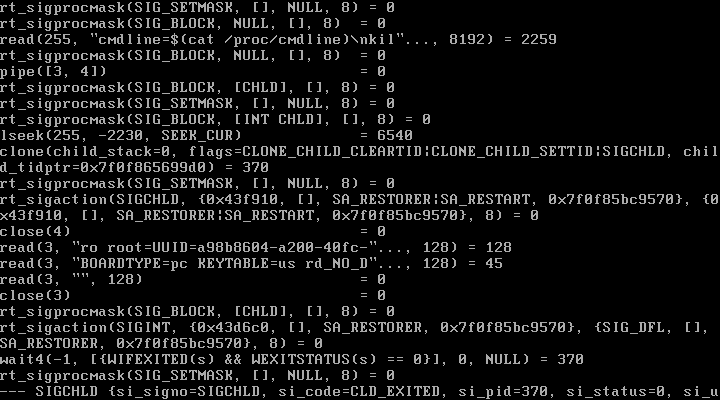 rt_sigprocmask(SIG_SETMASK, [], NULL, 8) = 0
rt_sigprocmask(SIG_BLOCK, NULL, [], 8)  = 0
read(255, "cmdline=$(cat /proc/cmdline)\nkil"..., 8192) = 2259
rt_sigprocmask(SIG_BLOCK, NULL, [], 8)  = 0
pipe([3, 4])                            = 0
rt_sigprocmask(SIG_BLOCK, [CHLD], [], 8) = 0
rt_sigprocmask(SIG_SETMASK, [], NULL, 8) = 0
rt_sigprocmask(SIG_BLOCK, [INT CHLD], [], 8) = 0
lseek(255, -2230, SEEK_CUR)             = 6540
clone(child_stack=0, flags=CLONE_CHILD_CLEARTID|CLONE_CHILD_SETTID|SIGCHLD, chil
d_tidptr=0x7f0f865699d0) = 370
rt_sigprocmask(SIG_SETMASK, [], NULL, 8) = 0
rt_sigaction(SIGCHLD, {0x43f910, [], SA_RESTORER|SA_RESTART, 0x7f0f85bc9570}, {0
x43f910, [], SA_RESTORER|SA_RESTART, 0x7f0f85bc9570}, 8) = 0
close(4)                                = 0
read(3, "ro root=UUID=a98b8604-a200-40fc-"..., 128) = 128
read(3, "BOARDTYPE=pc KEYTABLE=us rd_NO_D"..., 128) = 45
read(3, "", 128)                        = 0
close(3)                                = 0
rt_sigprocmask(SIG_BLOCK, [CHLD], [], 8) = 0
rt_sigaction(SIGINT, {0x43d6c0, [], SA_RESTORER, 0x7f0f85bc9570}, {SIG_DFL, [],
SA_RESTORER, 0x7f0f85bc9570}, 8) = 0
wait4(-1, [{WIFEXITED(s) && WEXITSTATUS(s) == 0}], 0, NULL) = 370
rt_sigprocmask(SIG_SETMASK, [], NULL, 8) = 0
--- SIGCHLD {si_signo=SIGCHLD, si_code=CLD_EXITED, si_pid=370, si_status=0, si_u